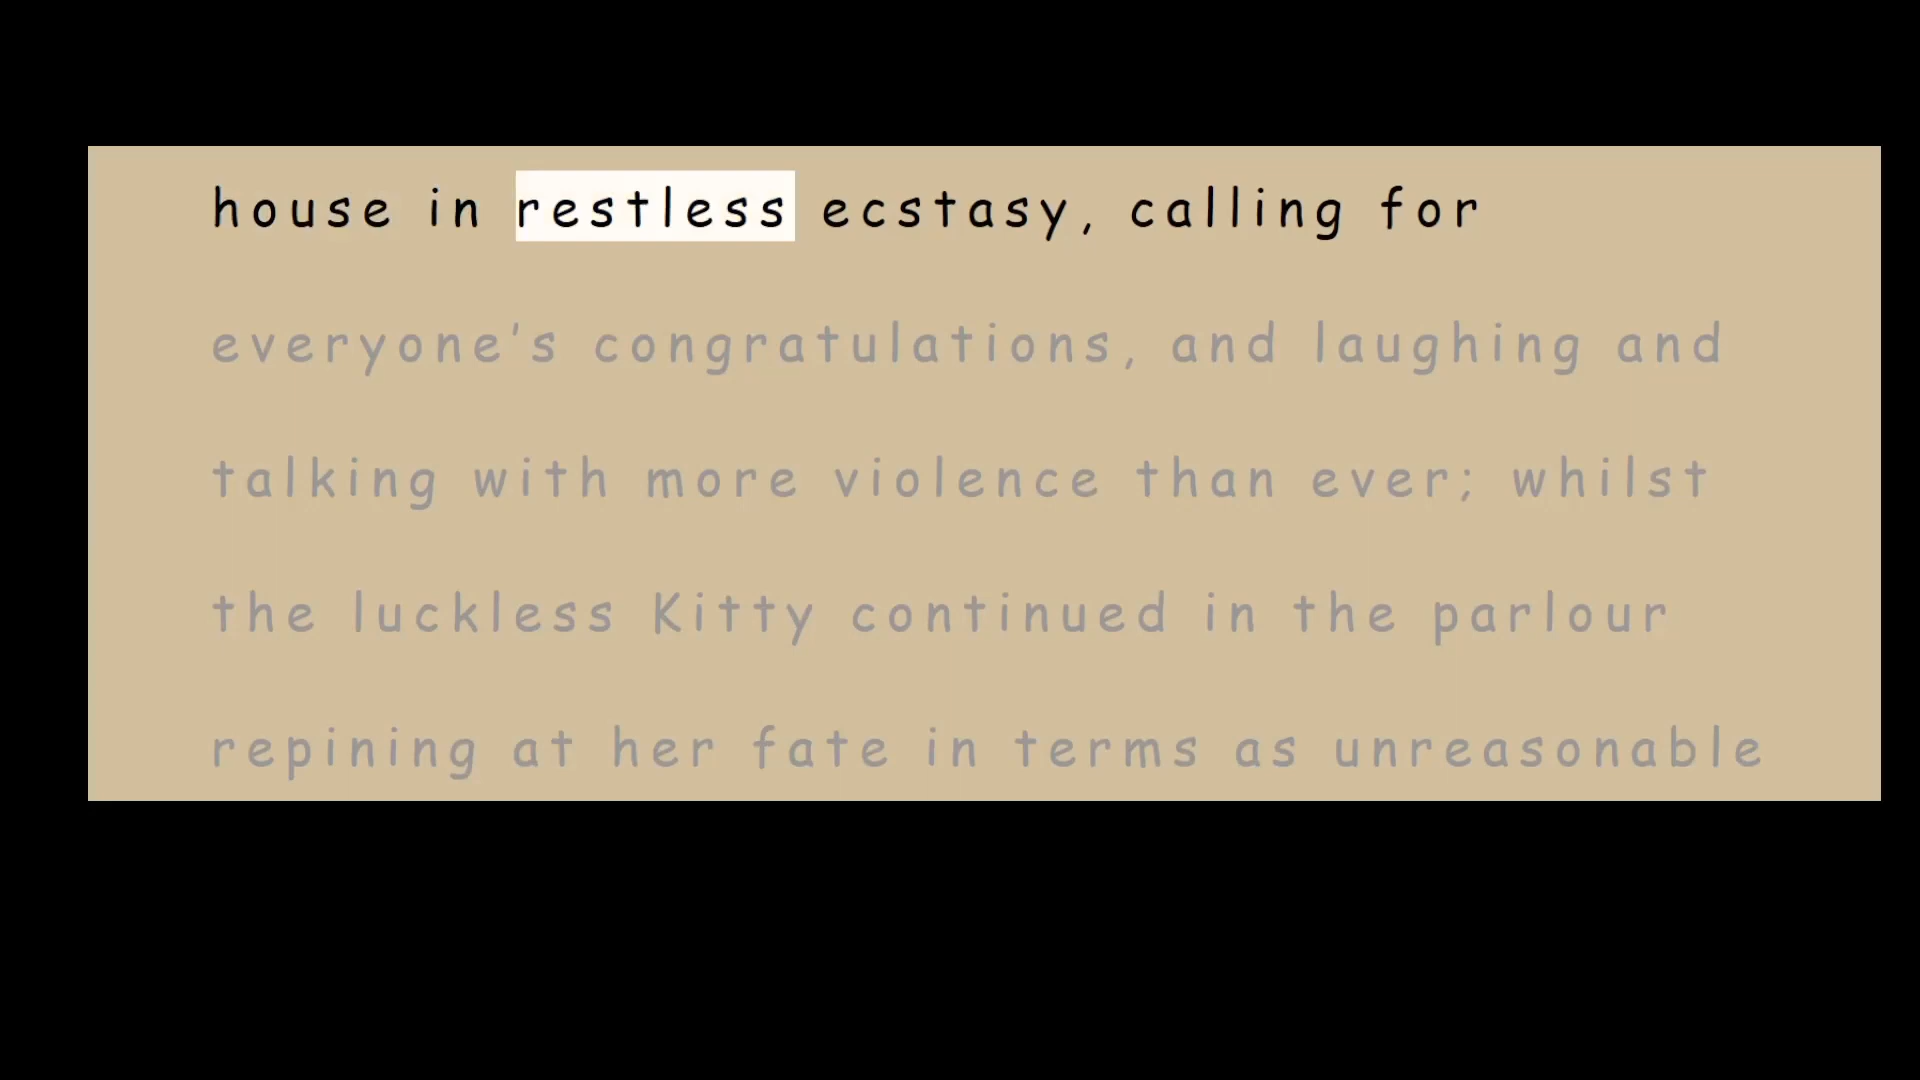 house in restless ecstasy, calling for
everyone's congratulations, and laughing and
talking with more violence than ever; whilst
the luckless Kitty continued in the parlour
repining at her fate in terms as unreasonable